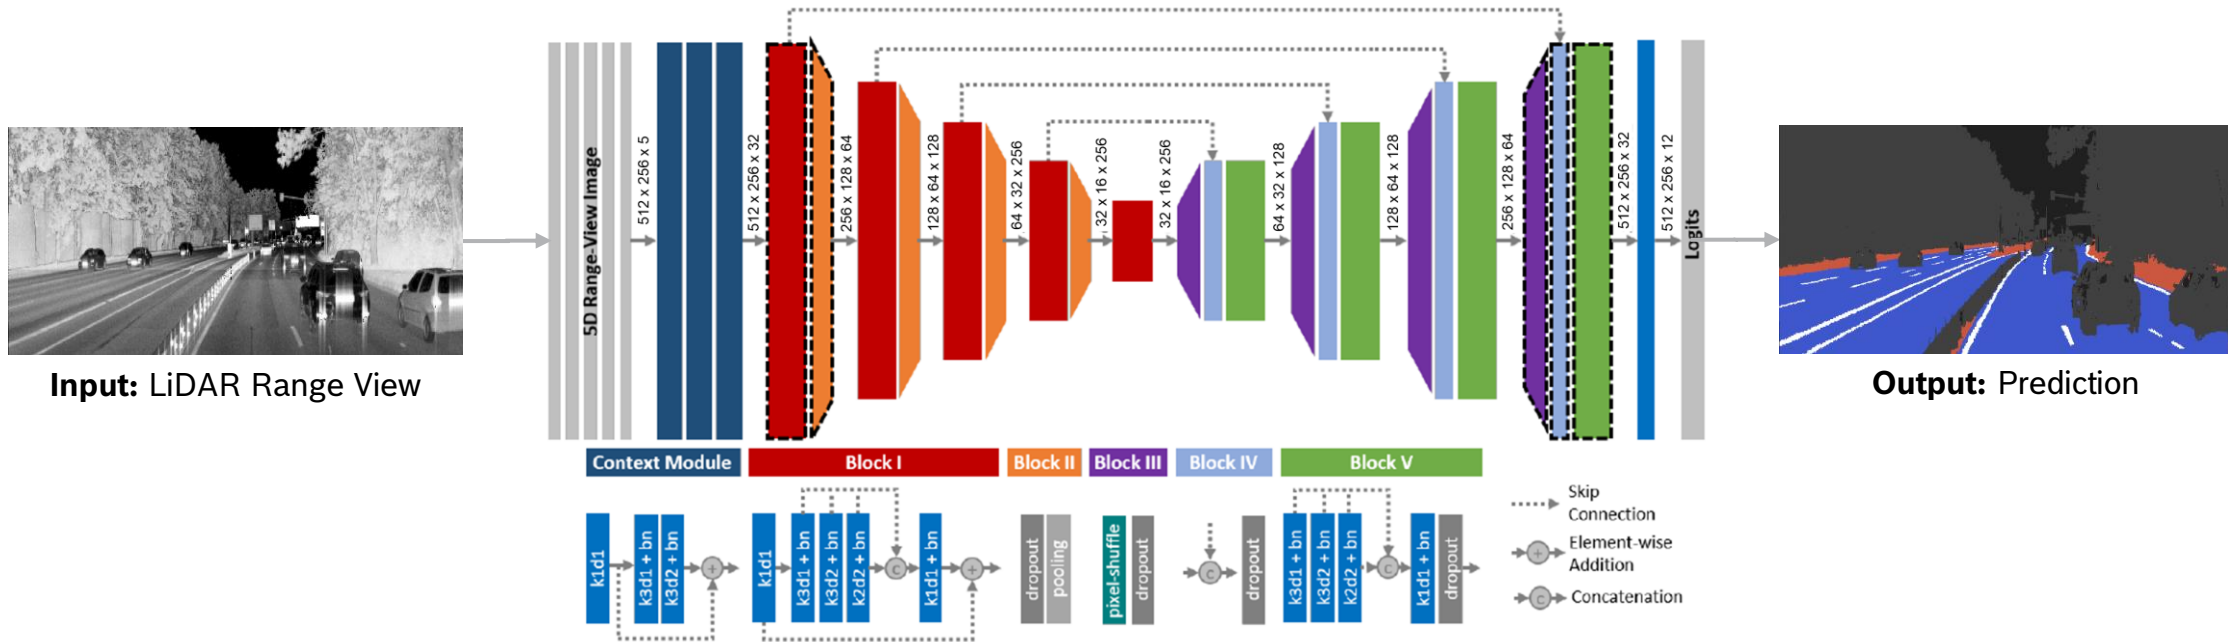 Input: LiDAR Range View
5D Range-View Image
512 x 256 x 5
512 x 256 x 32
256 x 128 x 64
128 x 64 x 128
64 x 32 x 256
32 x 16 x 256
32 x 16 x 256
64 x 32 x 128
128 x 64 x 128
256 x 128 x 64
512 x 256 x 32
512 x 256 x 12
Logits
Output: Prediction
Context Module
Block I
Block II
Block III
Block IV
Block V
k1d1
k3d1 + bn
k3d2 + bn
+
k1d1
k3d1 + bn
k3d2 + bn
k2d2 + bn
C
k1d1 + bn
+
dropout
pooling
pixel-shuffle
dropout
C
dropout
k3d1 + bn
k3d2 + bn
k2d2 + bn
C
k1d1 + bn
dropout
Skip
Connection
+
Element-wise
Addition
C
Concatenation